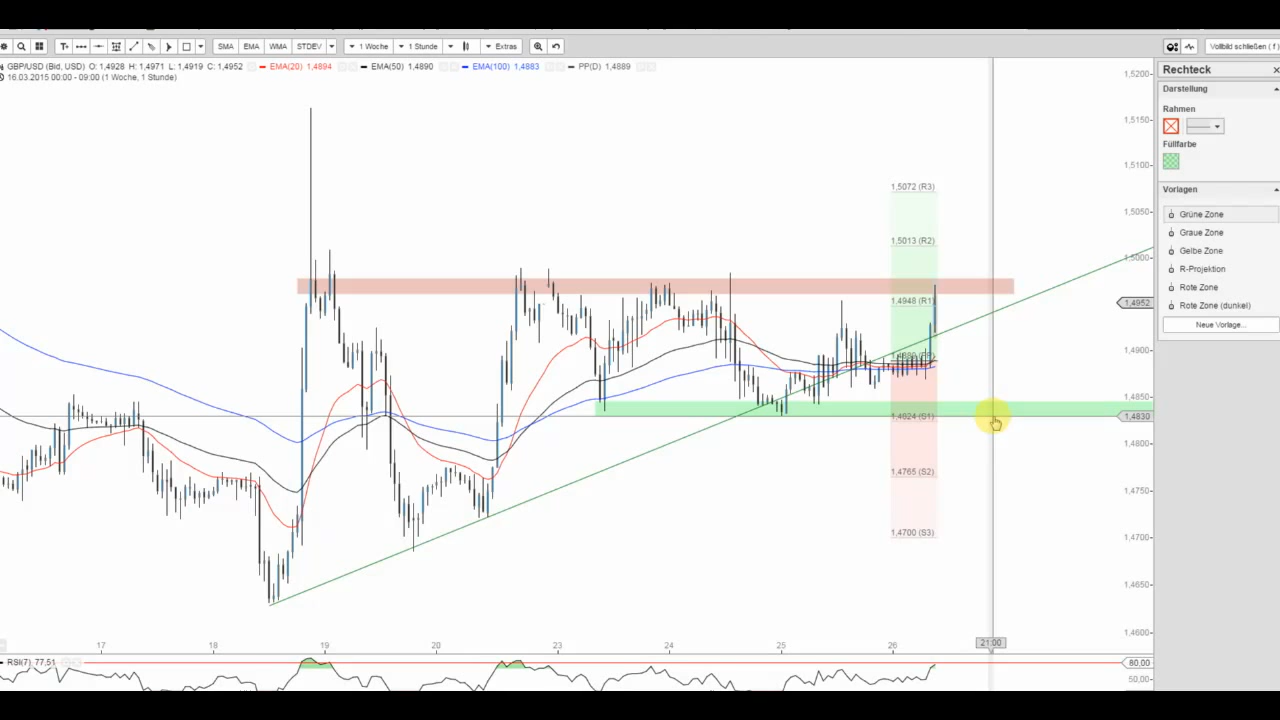 SMA EMA WMA STDEV 1 Woche 1 Stunde Extras Vollbild schließen ( f )
GBP/USD (Bid, USD) O: 1,4928 H: 1,4971 L: 1,4919 C: 1,4952 EMA(20) 1,4894 EMA(50) 1,4890 EMA(100) 1,4883 PP(D) 1,4889
16.03.2015 00:00 - 09:00 (1 Woche, 1 Stunde)
Rechteck
Darstellung
Rahmen
Füllfarbe
Vorlagen
Grüne Zone
Graue Zone
Gelbe Zone
R-Projektion
Rote Zone
Rote Zone (dunkel)
Neue Vorlage...
1,5200
1,5150
1,5100
1,5050
1,5000
1,4952
1,4900
1,4850
1,4830
1,4800
1,4750
1,4700
1,4650
1,4600
1,5072 (R3)
1,5013 (R2)
1,4948 (R1)
1,4824 (S1)
1,4765 (S2)
1,4700 (S3)
17 18 19 20 23 24 25 26 21:00
RSI(7) 77,51
80,00
50,00